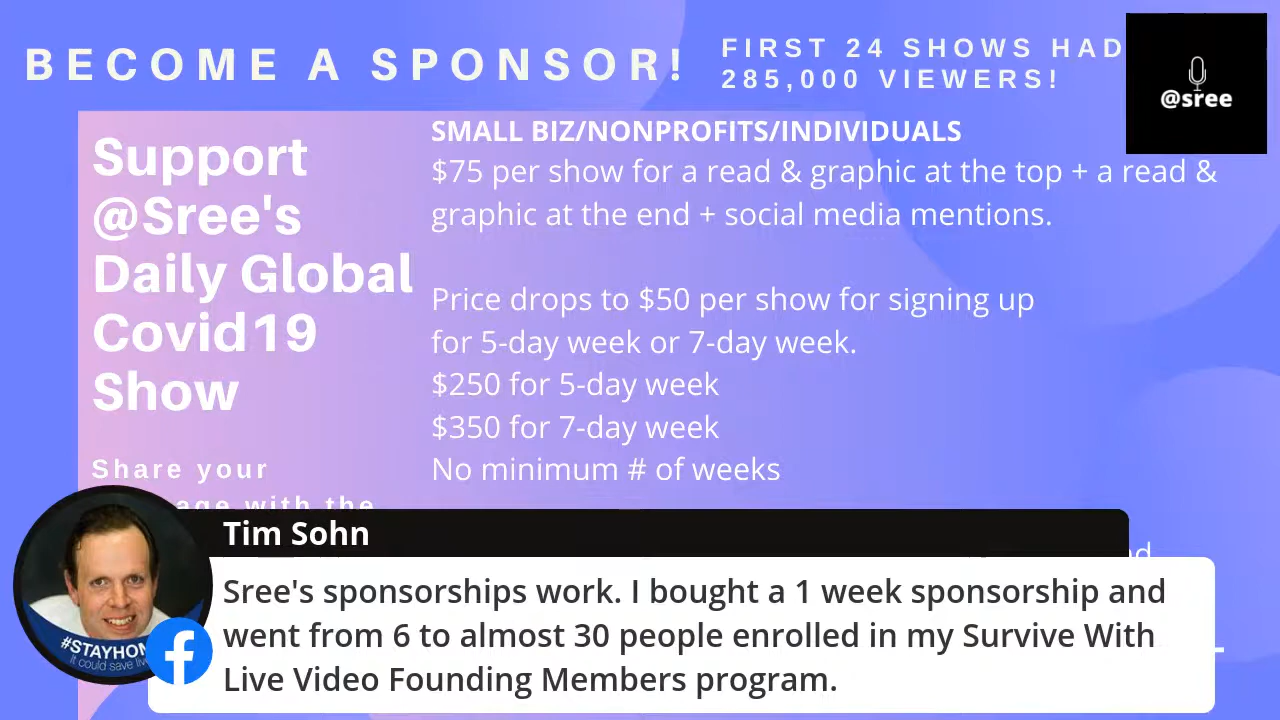 BECOME A SPONSOR!
FIRST 24 SHOWS HAD
285,000 VIEWERS!
@sree
Support
@Sree's
Daily Global
Covid19
Show
Share your
with the
SMALL BIZ/NONPROFITS/INDIVIDUALS
$75 per show for a read & graphic at the top + a read &
graphic at the end + social media mentions.
Price drops to $50 per show for signing up
for 5-day week or 7-day week.
$250 for 5-day week
$350 for 7-day week
No minimum # of weeks
Tim Sohn
Sree's sponsorships work. I bought a 1 week sponsorship and
went from 6 to almost 30 people enrolled in my Survive With
Live Video Founding Members program.
it could save